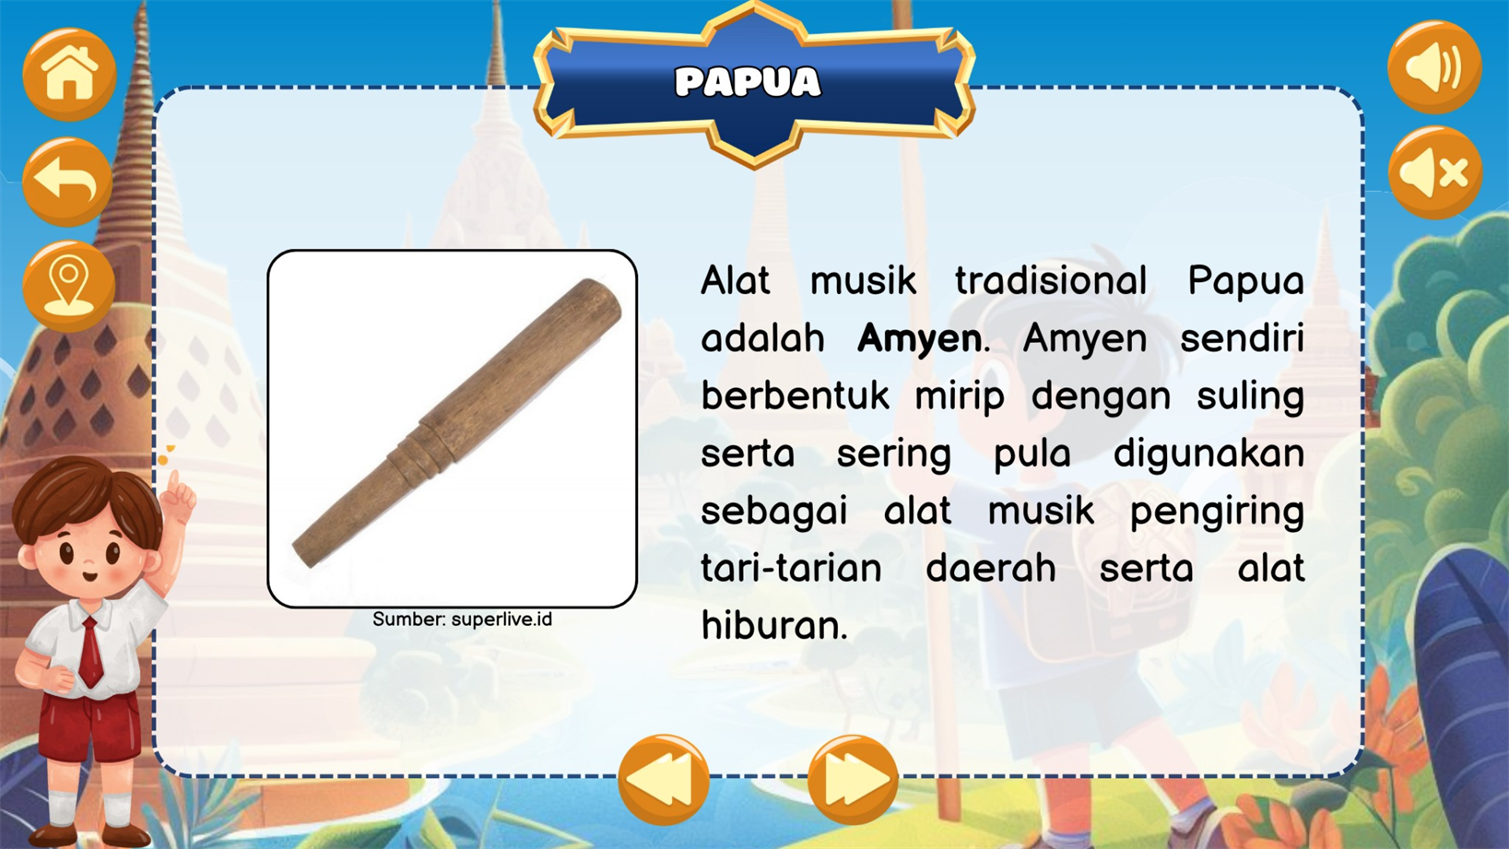 PAPUA
Alat musik tradisional Papua
adalah Amyen. Amyen sendiri
berbentuk mirip dengan suling
serta sering pula digunakan
sebagai alat musik pengiring
tari-tarian daerah serta alat
hiburan.
Sumber: superlive.id